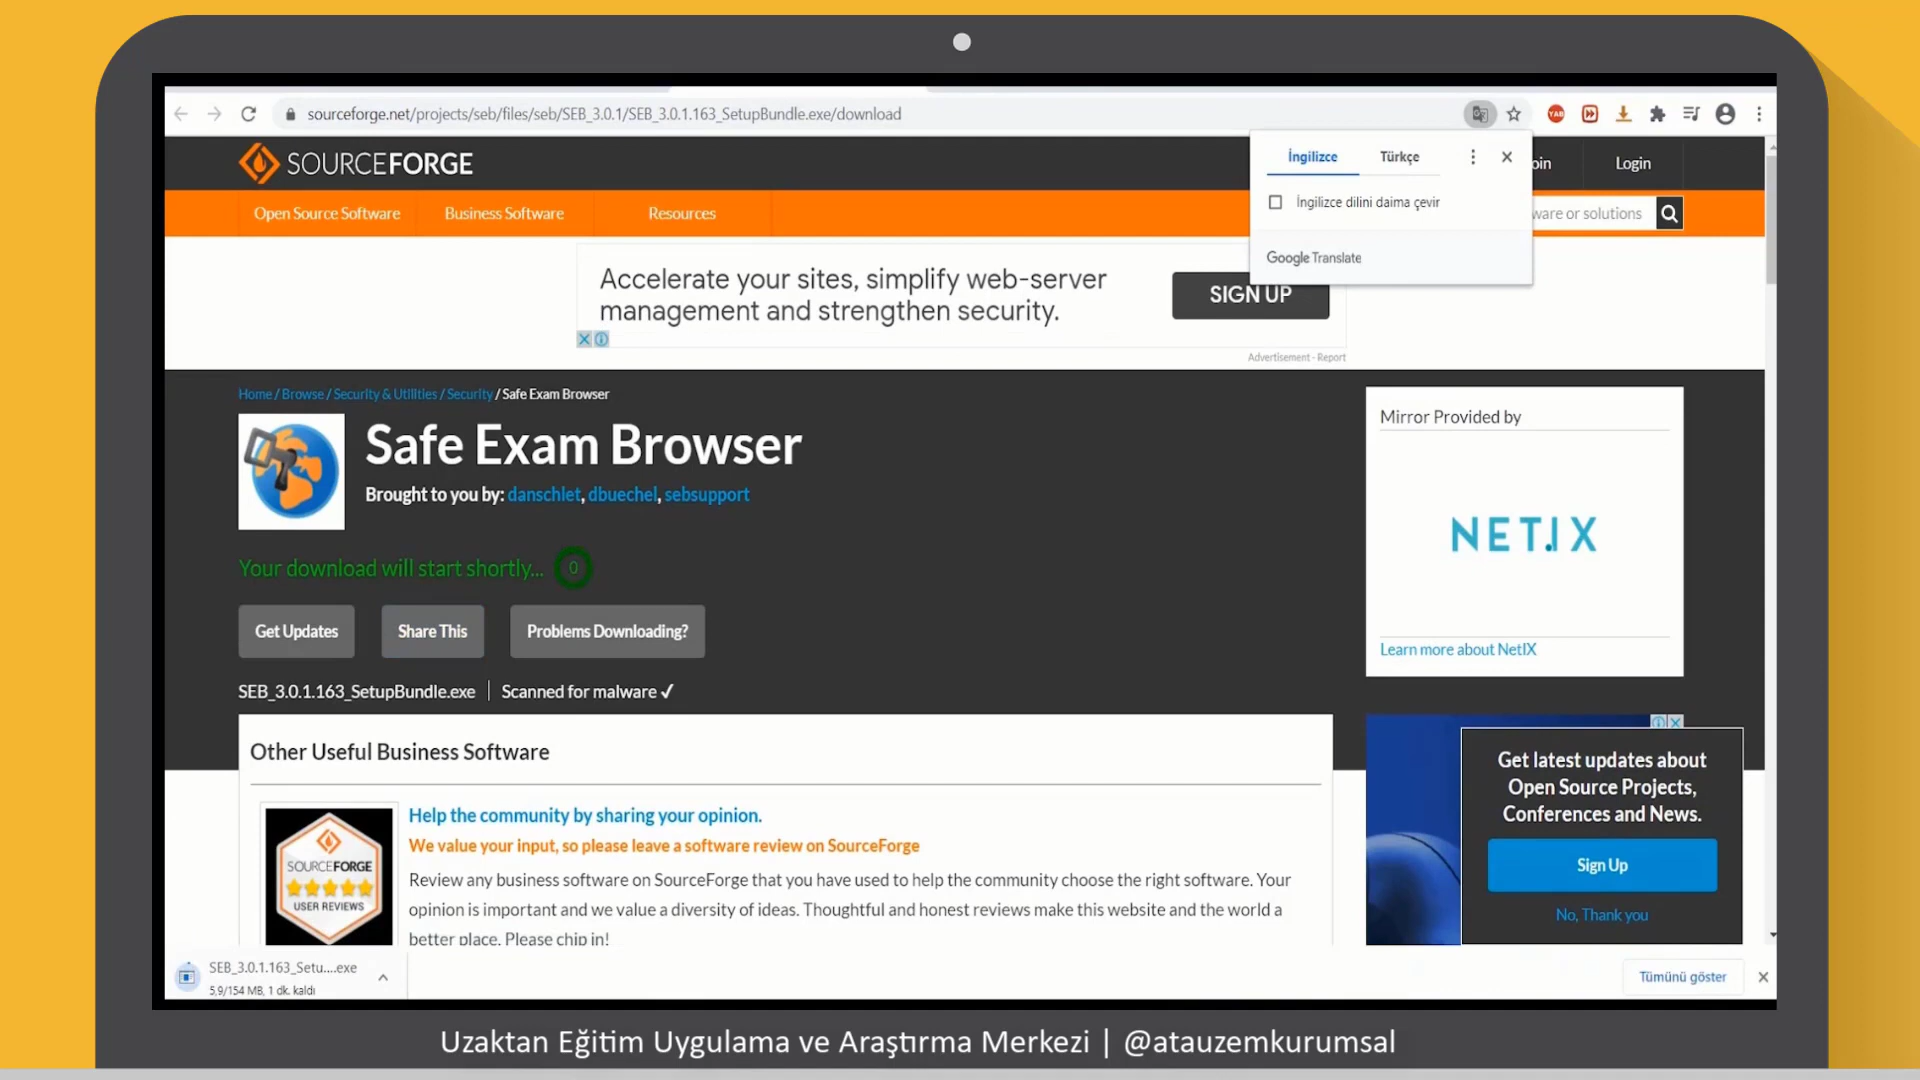 sourceforge.net/projects/seb/files/seb/SEB_3.0.1/SEB_3.0.1.163_SetupBundle.exe/download
YAB
SOURCEFORGE
Login
İngilizce Türkçe
İngilizce dilini daima çevir
Google Translate
Open Source Software Business Software Resources
or solutions
Accelerate your sites, simplify web-server
management and strengthen security.
SIGN UP
Advertisement - Report
Home / Browse / Security & Utilities / Security / Safe Exam Browser
Safe Exam Browser
Brought to you by: danschlet, dbuechel, sebsupport
Your download will start shortly... 0
Get Updates Share This Problems Downloading?
SEB_3.0.1.163_SetupBundle.exe | Scanned for malware ✓
Mirror Provided by
NETIX
Learn more about NetIX
Other Useful Business Software
SOURCEFORGE
USER REVIEWS
Help the community by sharing your opinion.
We value your input, so please leave a software review on SourceForge
Review any business software on SourceForge that you have used to help the community choose the right software. Your
opinion is important and we value a diversity of ideas. Thoughtful and honest reviews make this website and the world a
better place. Please chip in!
Get latest updates about
Open Source Projects,
Conferences and News.
Sign Up
No, Thank you
SEB_3.0.1.163_Setu....exe
5,9/154 MB, 1 dk. kaldı
Tümünü göster
Uzaktan Eğitim Uygulama ve Araştırma Merkezi | @atauzemkurumsal